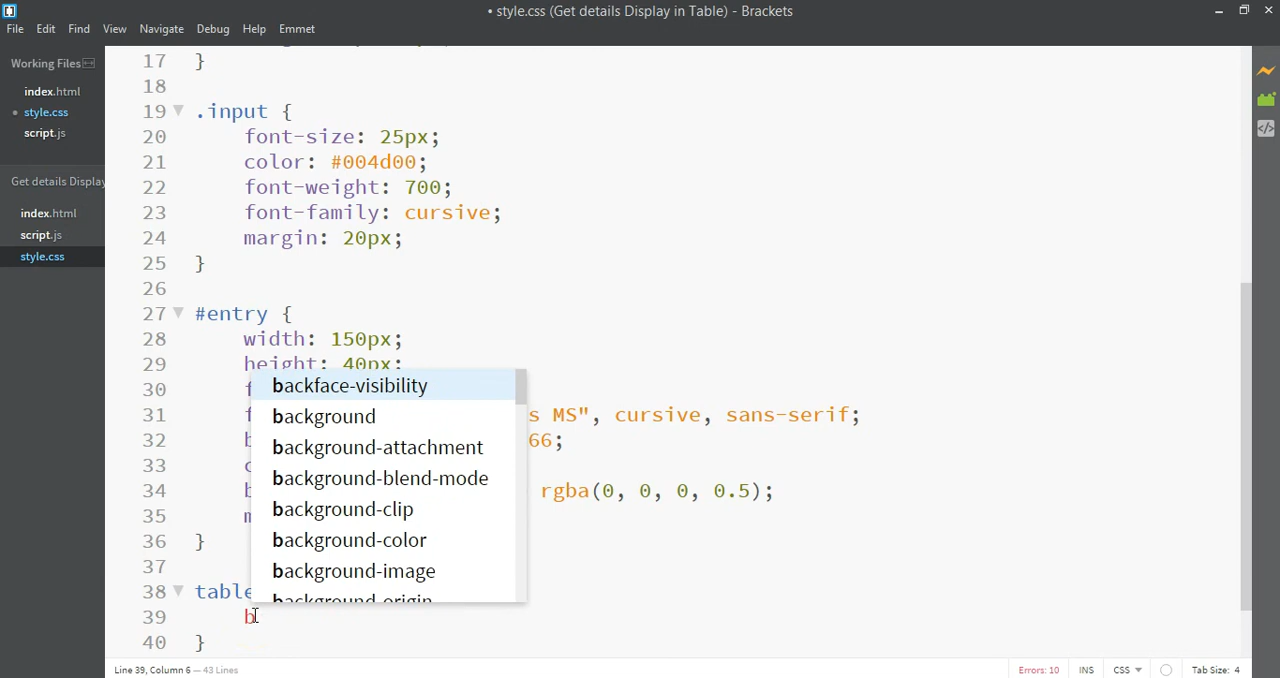 • style.css (Get details Display in Table) - Brackets
File Edit Find View Navigate Debug Help Emmet
Working Files
index.html
• style.css
script.js
Get details Display
index.html
script.js
style.css
17 }
18
19 .input {
20 font-size: 25px;
21 color: #004d00;
22 font-weight: 700;
23 font-family: cursive;
24 margin: 20px;
25 }
26
27 #entry {
28 width: 150px;
29 height: 40px;
30 f
31 f s MS", cursive, sans-serif;
32 b 66;
33 c
34 b rgba(0, 0, 0, 0.5);
35 m
36 }
37
38 table
39 b
40 }
backface-visibility
background
background-attachment
background-blend-mode
background-clip
background-color
background-image
background-origin
Line 39, Column 6 — 43 Lines
Errors: 10 INS CSS Tab Size: 4